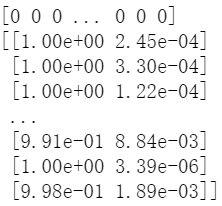 [0 0 0 ... 0 0 0]
[[1.00e+00 2.45e-04]
 [1.00e+00 3.30e-04]
 [1.00e+00 1.22e-04]
 ...
 [9.91e-01 8.84e-03]
 [1.00e+00 3.39e-06]
 [9.98e-01 1.89e-03]]